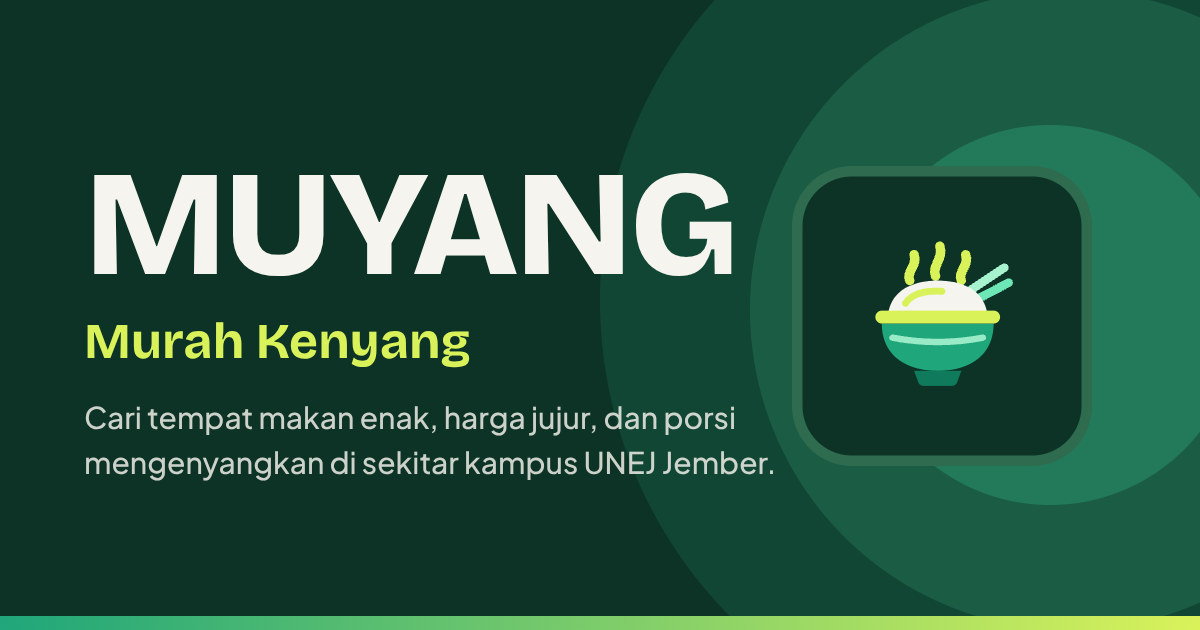 MUYANG
Murah Kenyang
Cari tempat makan enak, harga jujur, dan porsi
mengenyangkan di sekitar kampus UNEJ Jember.